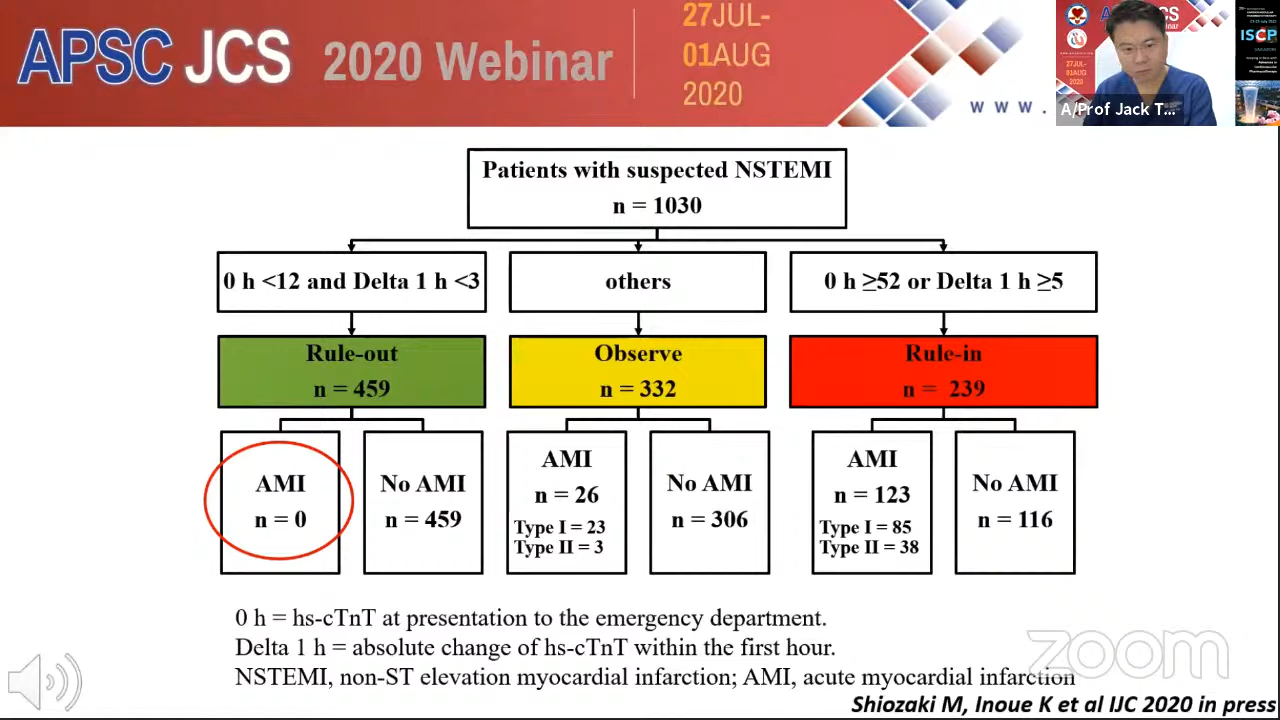 APSC JCS 2020 Webinar
27JUL-
01AUG
2020
www.
ISCP
27JUL-
01AUG
2020
A/Prof Jack T...
Patients with suspected NSTEMI
n = 1030
0 h <12 and Delta 1 h <3
others
0 h ≥52 or Delta 1 h ≥5
Rule-out
n = 459
Observe
n = 332
Rule-in
n = 239
AMI
n = 0
No AMI
n = 459
AMI
n = 26
Type I = 23
Type II = 3
No AMI
n = 306
AMI
n = 123
Type I = 85
Type II = 38
No AMI
n = 116
0 h = hs-cTnT at presentation to the emergency department.
Delta 1 h = absolute change of hs-cTnT within the first hour.
NSTEMI, non-ST elevation myocardial infarction; AMI, acute myocardial infarction
zoom
Shiozaki M, Inoue K et al IJC 2020 in press